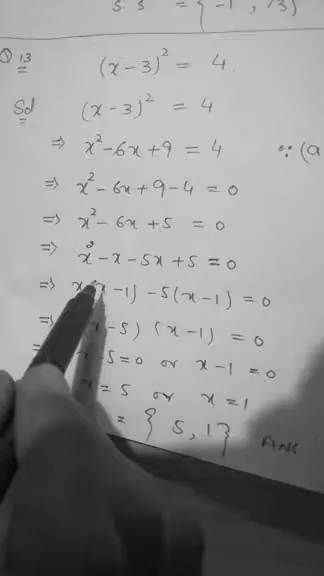 S.S = {-1, /3}
Q 13 (x-3)² = 4
Sol (x-3)² = 4
⇒ x²-6x+9 = 4 ∵ (a
⇒ x²-6x+9-4 = 0
⇒ x²-6x+5 = 0
⇒ x²-x-5x+5=0
⇒ x(x-1)-5(x-1)=0
⇒ x-5)(x-1)=0
= x-5=0 or x-1=0
x=5 or x=1
= {5,1} Ans